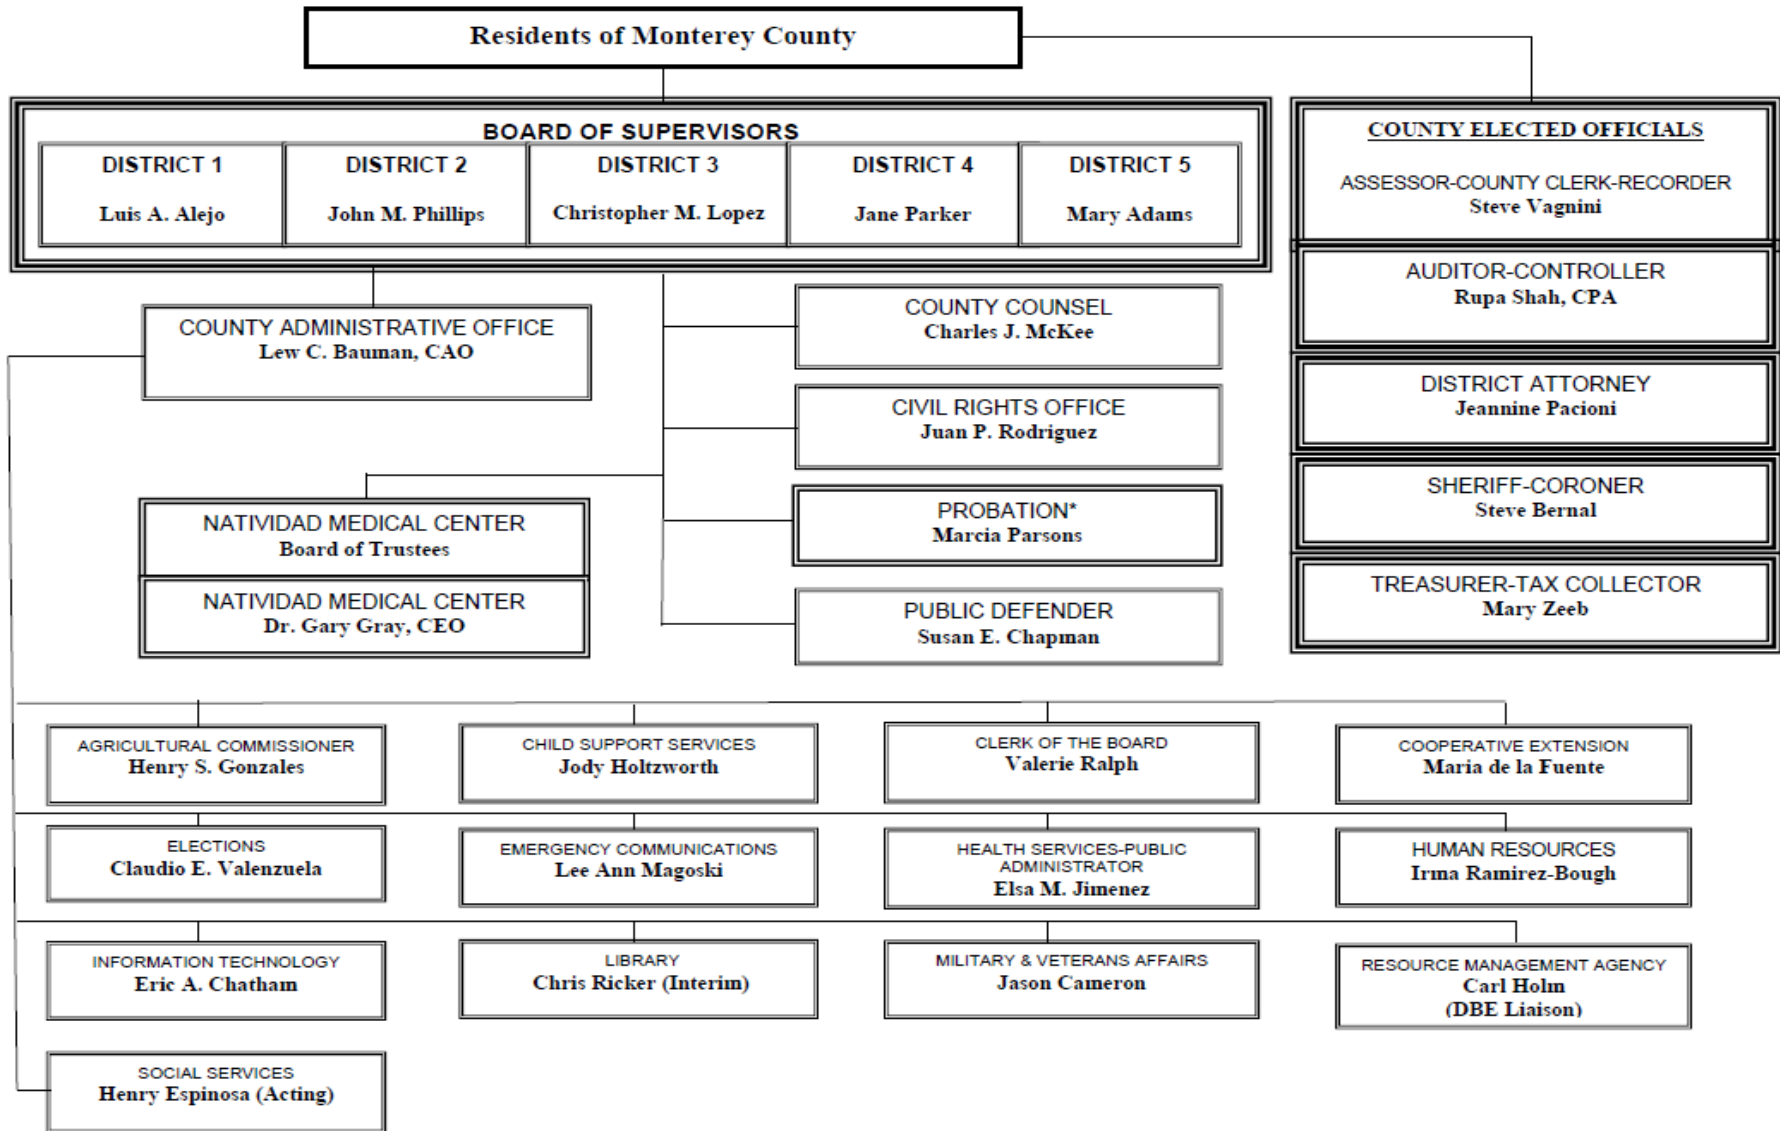 Residents of Monterey County
BOARD OF SUPERVISORS
DISTRICT 1
Luis A. Alejo
DISTRICT 2
John M. Phillips
DISTRICT 3
Christopher M. Lopez
DISTRICT 4
Jane Parker
DISTRICT 5
Mary Adams
COUNTY ELECTED OFFICIALS
ASSESSOR-COUNTY CLERK-RECORDER
Steve Vagnini
AUDITOR-CONTROLLER
Rupa Shah, CPA
DISTRICT ATTORNEY
Jeannine Pacioni
SHERIFF-CORONER
Steve Bernal
TREASURER-TAX COLLECTOR
Mary Zeeb
COUNTY ADMINISTRATIVE OFFICE
Lew C. Bauman, CAO
COUNTY COUNSEL
Charles J. McKee
CIVIL RIGHTS OFFICE
Juan P. Rodriguez
NATIVIDAD MEDICAL CENTER
Board of Trustees
NATIVIDAD MEDICAL CENTER
Dr. Gary Gray, CEO
PROBATION*
Marcia Parsons
PUBLIC DEFENDER
Susan E. Chapman
AGRICULTURAL COMMISSIONER
Henry S. Gonzales
CHILD SUPPORT SERVICES
Jody Holtzworth
CLERK OF THE BOARD
Valerie Ralph
COOPERATIVE EXTENSION
Maria de la Fuente
ELECTIONS
Claudio E. Valenzuela
EMERGENCY COMMUNICATIONS
Lee Ann Magoski
HEALTH SERVICES-PUBLIC
ADMINISTRATOR
Elsa M. Jimenez
HUMAN RESOURCES
Irma Ramirez-Bough
INFORMATION TECHNOLOGY
Eric A. Chatham
LIBRARY
Chris Ricker (Interim)
MILITARY & VETERANS AFFAIRS
Jason Cameron
RESOURCE MANAGEMENT AGENCY
Carl Holm
(DBE Liaison)
SOCIAL SERVICES
Henry Espinosa (Acting)